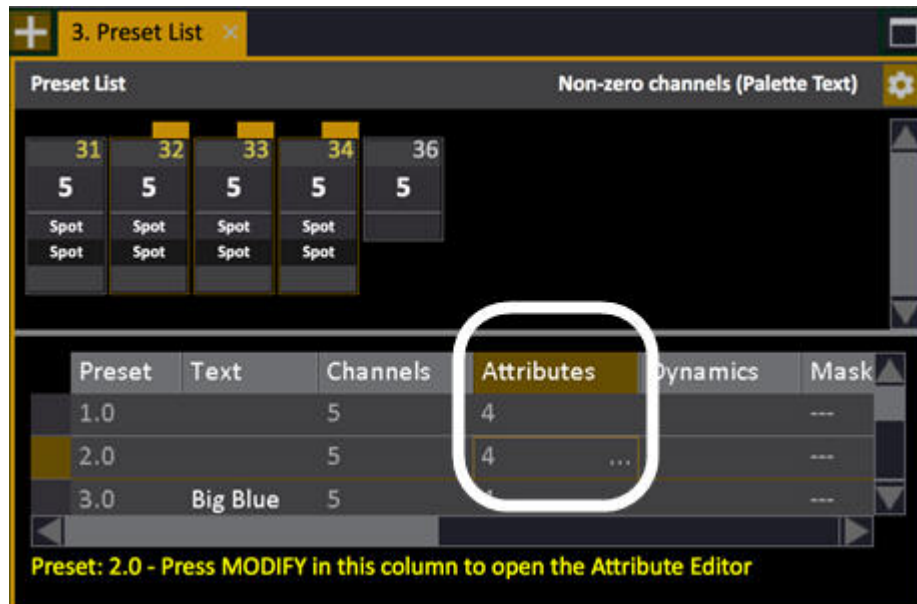 3. Preset List ×
Preset List Non-zero channels (Palette Text)
31 32 33 34 36
5 5 5 5 5
Spot Spot Spot Spot
Spot Spot Spot Spot
Preset Text Channels Attributes Dynamics Mask
1.0 5 4 ---
2.0 5 4 ... ---
3.0 Big Blue 5 4 ---
Preset: 2.0 - Press MODIFY in this column to open the Attribute Editor